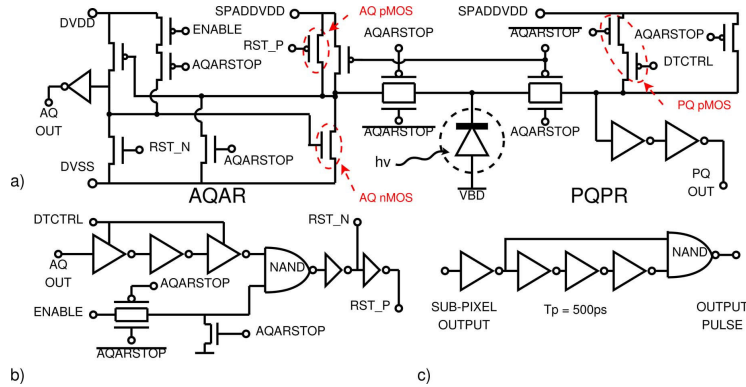 DVDD
ENABLE
SPADDVDD
AQ pMOS
RST_P
AQARSTOP
AQARSTOP
SPADDVDD
AQARSTOP
AQARSTOP
DTCTRL
PQ pMOS
AQ
OUT
RST_N
AQARSTOP
AQARSTOP
AQARSTOP
DVSS
hv
VBD
PQ
OUT
a)
AQAR
AQ nMOS
PQPR
DTCTRL
AQ
OUT
NAND
RST_N
RST_P
ENABLE
AQARSTOP
AQARSTOP
AQARSTOP
b)
SUB-PIXEL
OUTPUT
Tp = 500ps
NAND
OUTPUT
PULSE
c)